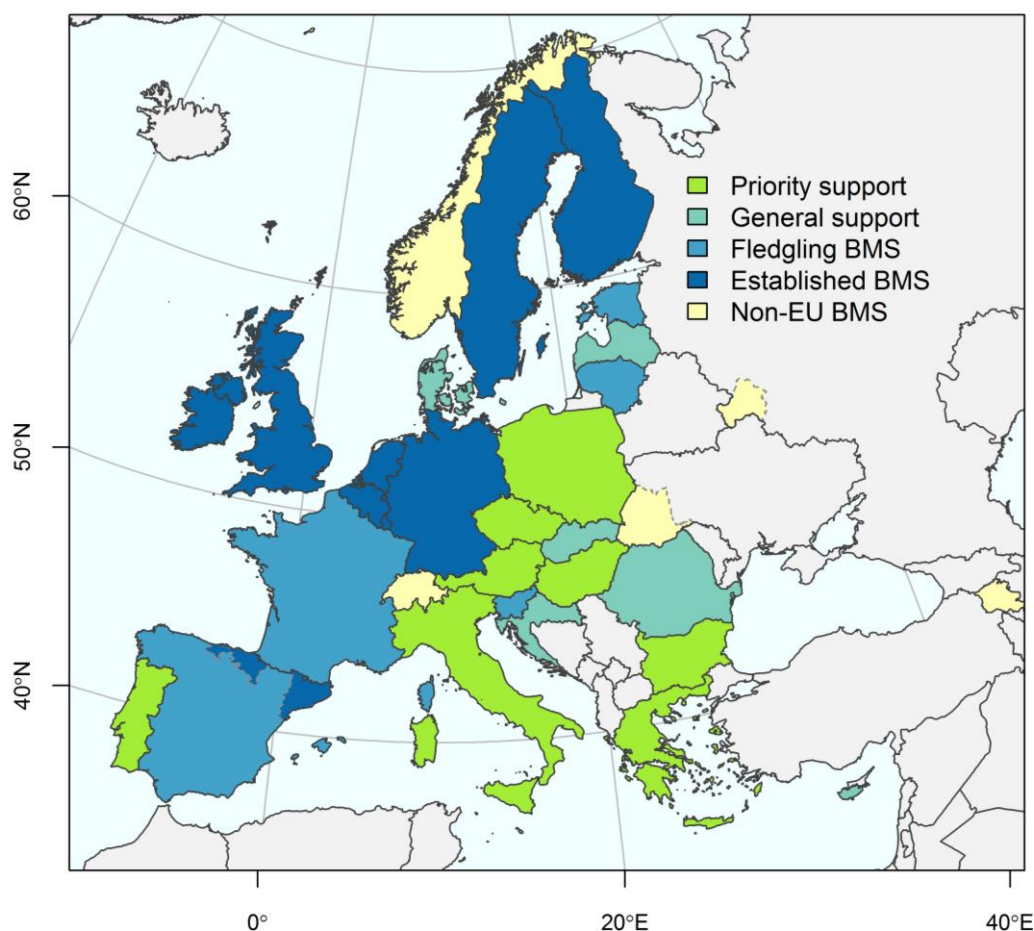 60°N
50°N
40°N
Priority support
General support
Fledgling BMS
Established BMS
Non-EU BMS
0°
20°E
40°E